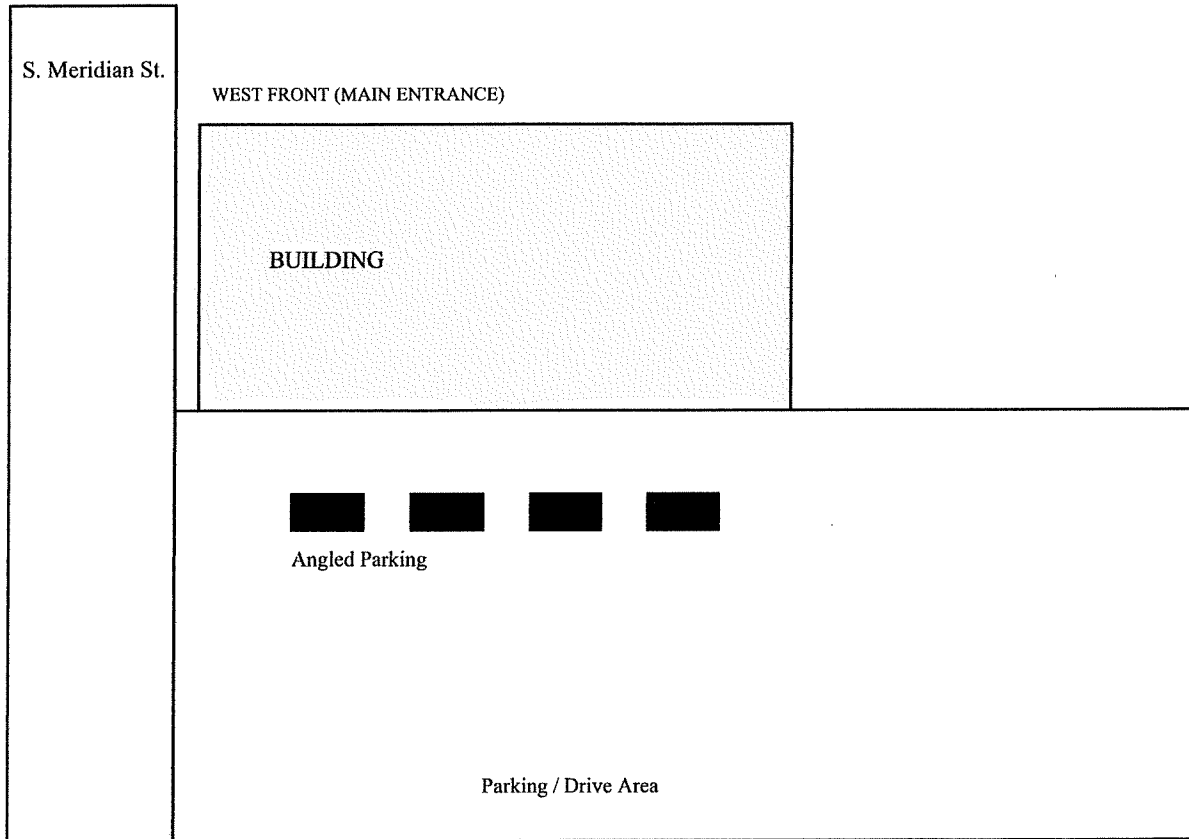 S. Meridian St.
WEST FRONT (MAIN ENTRANCE)
BUILDING
Angled Parking
Parking / Drive Area